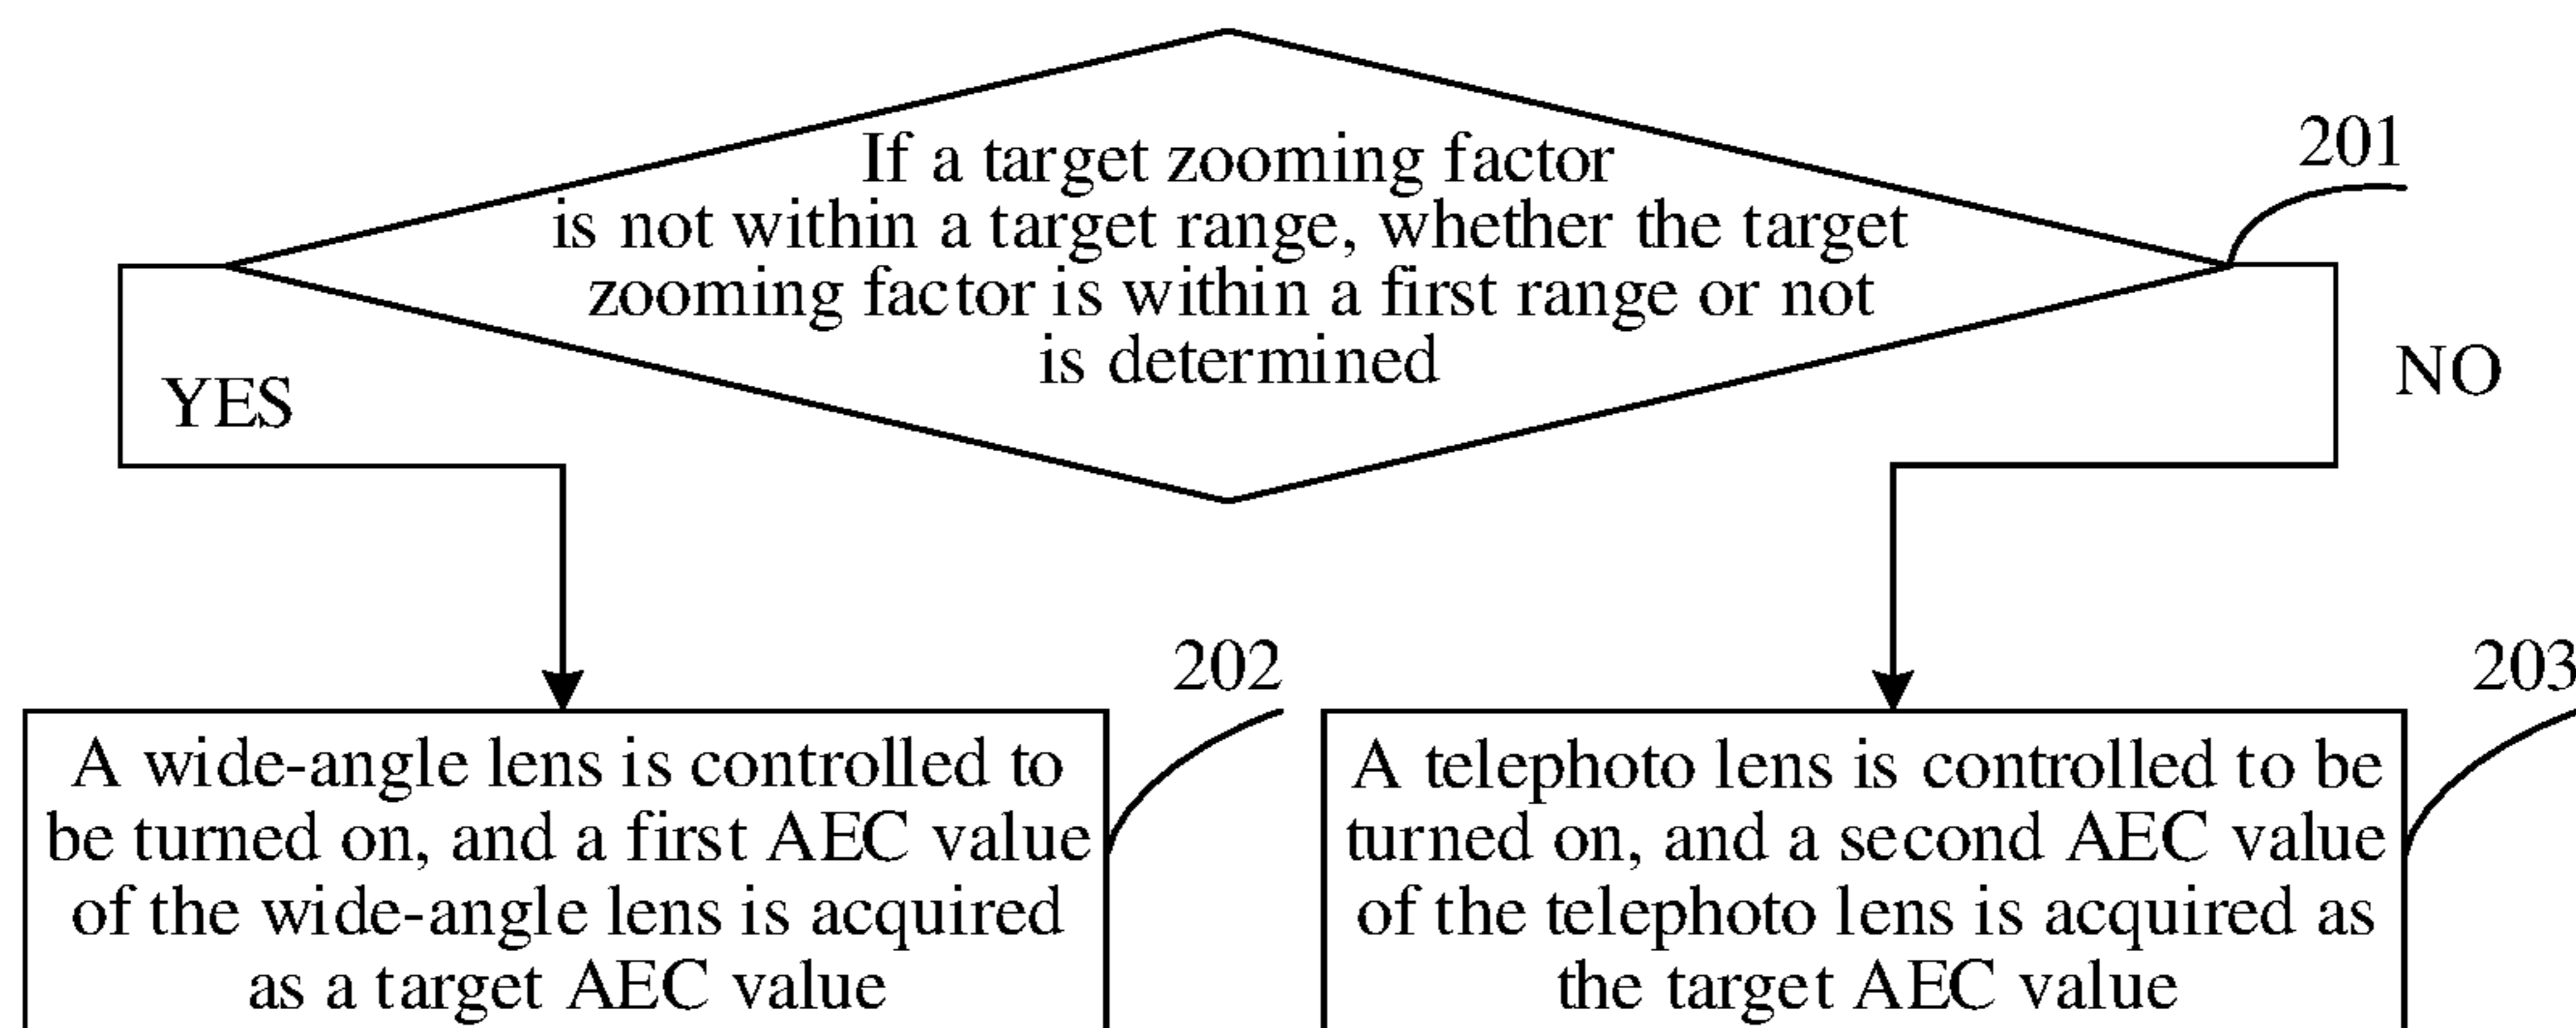 If a target zooming factor
is not within a target range, whether the target
zooming factor is within a first range or not
is determined
201
YES
NO
202
A wide-angle lens is controlled to
be turned on, and a first AEC value
of the wide-angle lens is acquired
as a target AEC value
203
A telephoto lens is controlled to be
turned on, and a second AEC value
of the telephoto lens is acquired as
the target AEC value